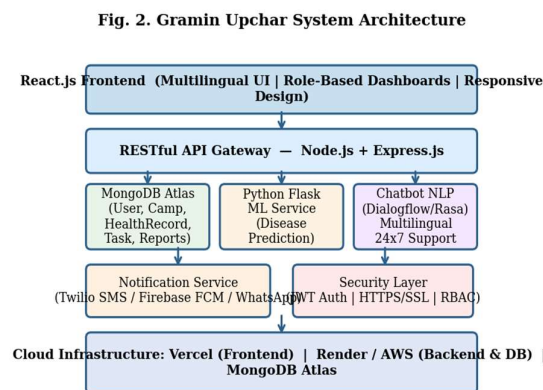 Fig. 2. Gramin Upchar System Architecture
React.js Frontend (Multilingual UI | Role-Based Dashboards | Responsive
Design)
RESTful API Gateway — Node.js + Express.js
MongoDB Atlas
(User, Camp,
HealthRecord,
Task, Reports)
Python Flask
ML Service
(Disease
Prediction)
Chatbot NLP
(Dialogflow/Rasa)
Multilingual
24x7 Support
Notification Service
(Twilio SMS / Firebase FCM / WhatsApp)
Security Layer
(JWT Auth | HTTPS/SSL | RBAC)
Cloud Infrastructure: Vercel (Frontend) | Render / AWS (Backend & DB) |
MongoDB Atlas